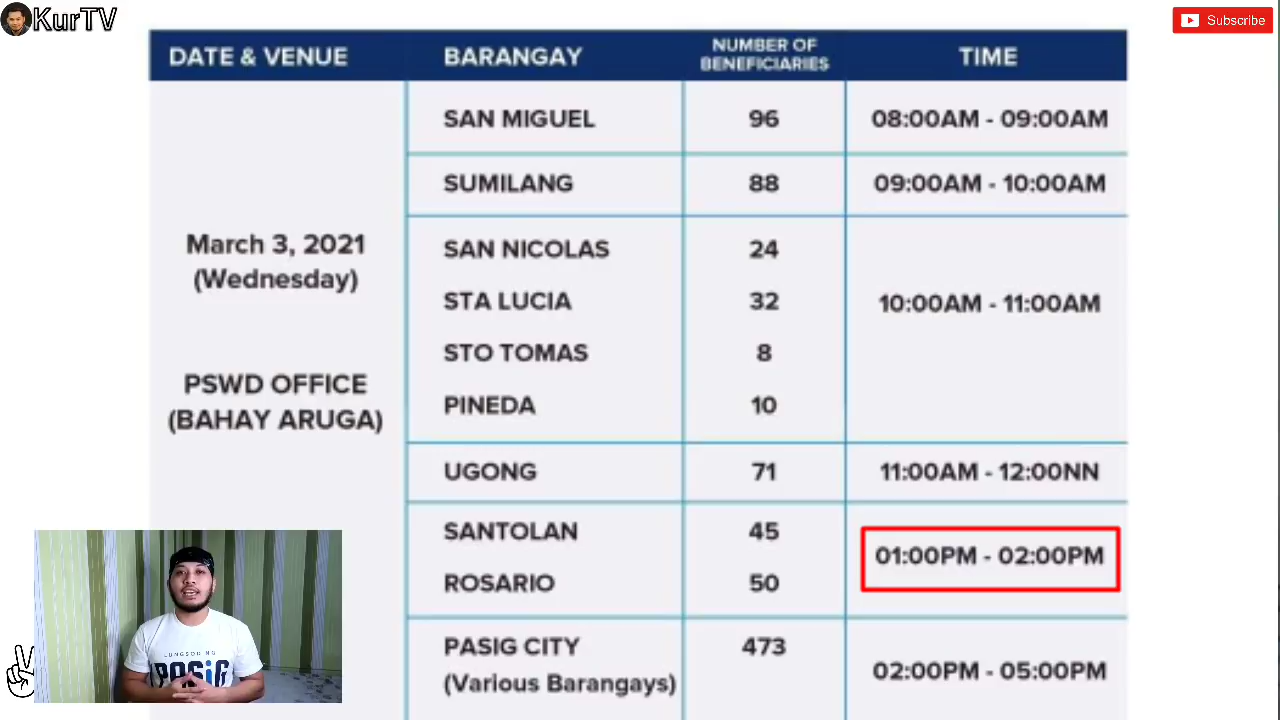 KurTV
Subscribe
DATE & VENUE BARANGAY NUMBER OF BENEFICIARIES TIME
March 3, 2021
(Wednesday)
PSWD OFFICE
(BAHAY ARUGA)
SAN MIGUEL 96 08:00AM - 09:00AM
SUMILANG 88 09:00AM - 10:00AM
SAN NICOLAS 24
STA LUCIA 32 10:00AM - 11:00AM
STO TOMAS 8
PINEDA 10
UGONG 71 11:00AM - 12:00NN
SANTOLAN 45 01:00PM - 02:00PM
ROSARIO 50
PASIG CITY 473
(Various Barangays) 02:00PM - 05:00PM
LUNGSOD NG
PASIG